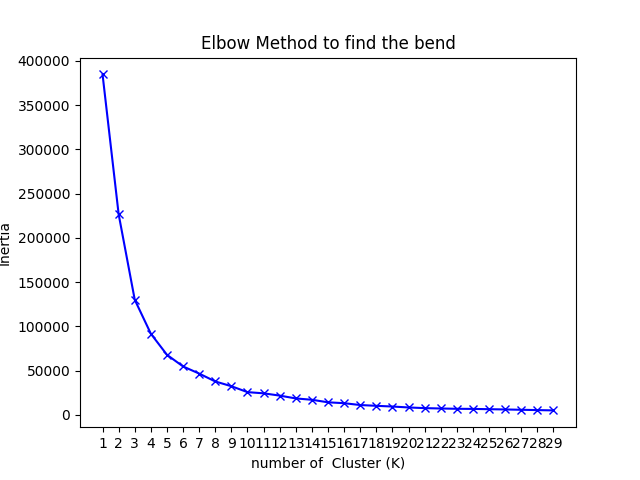 Elbow Method to find the bend
400000
350000
300000
250000
200000
150000
100000
50000
0
Inertia
1 2 3 4 5 6 7 8 9 10 11 12 13 14 15 16 17 18 19 20 21 22 23 24 25 26 27 28 29
number of  Cluster (K)